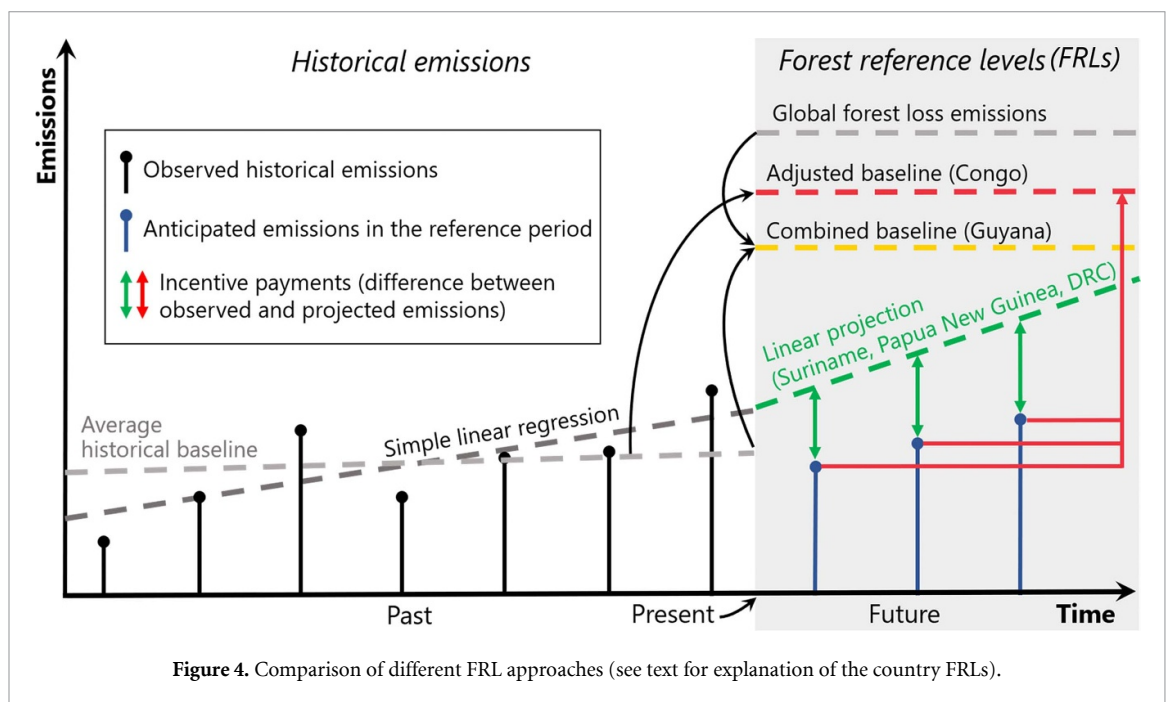 Historical emissions
Forest reference levels (FRLs)
Emissions
Observed historical emissions
Anticipated emissions in the reference period
Incentive payments (difference between
observed and projected emissions)
Global forest loss emissions
Adjusted baseline (Congo)
Combined baseline (Guyana)
Linear projection
(Suriname, Papua New Guinea, DRC)
Average
historical baseline
Simple linear regression
Past
Present
Future
Time
Figure 4. Comparison of different FRL approaches (see text for explanation of the country FRLs).